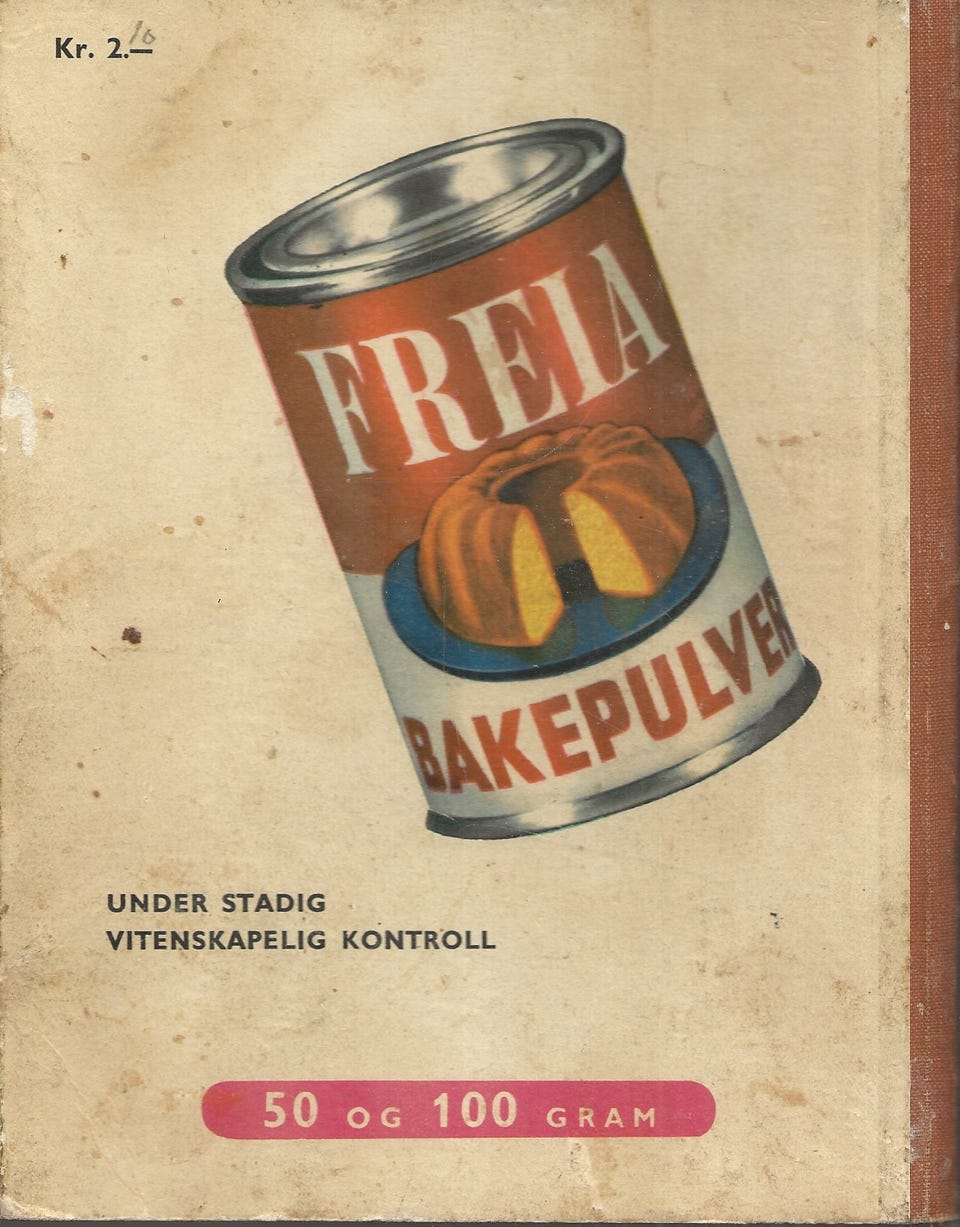 Kr. 2.—
10
FREIA
BAKEPULVER
UNDER STADIG
VITENSKAPELIG KONTROLL
50 OG 100 GRAM